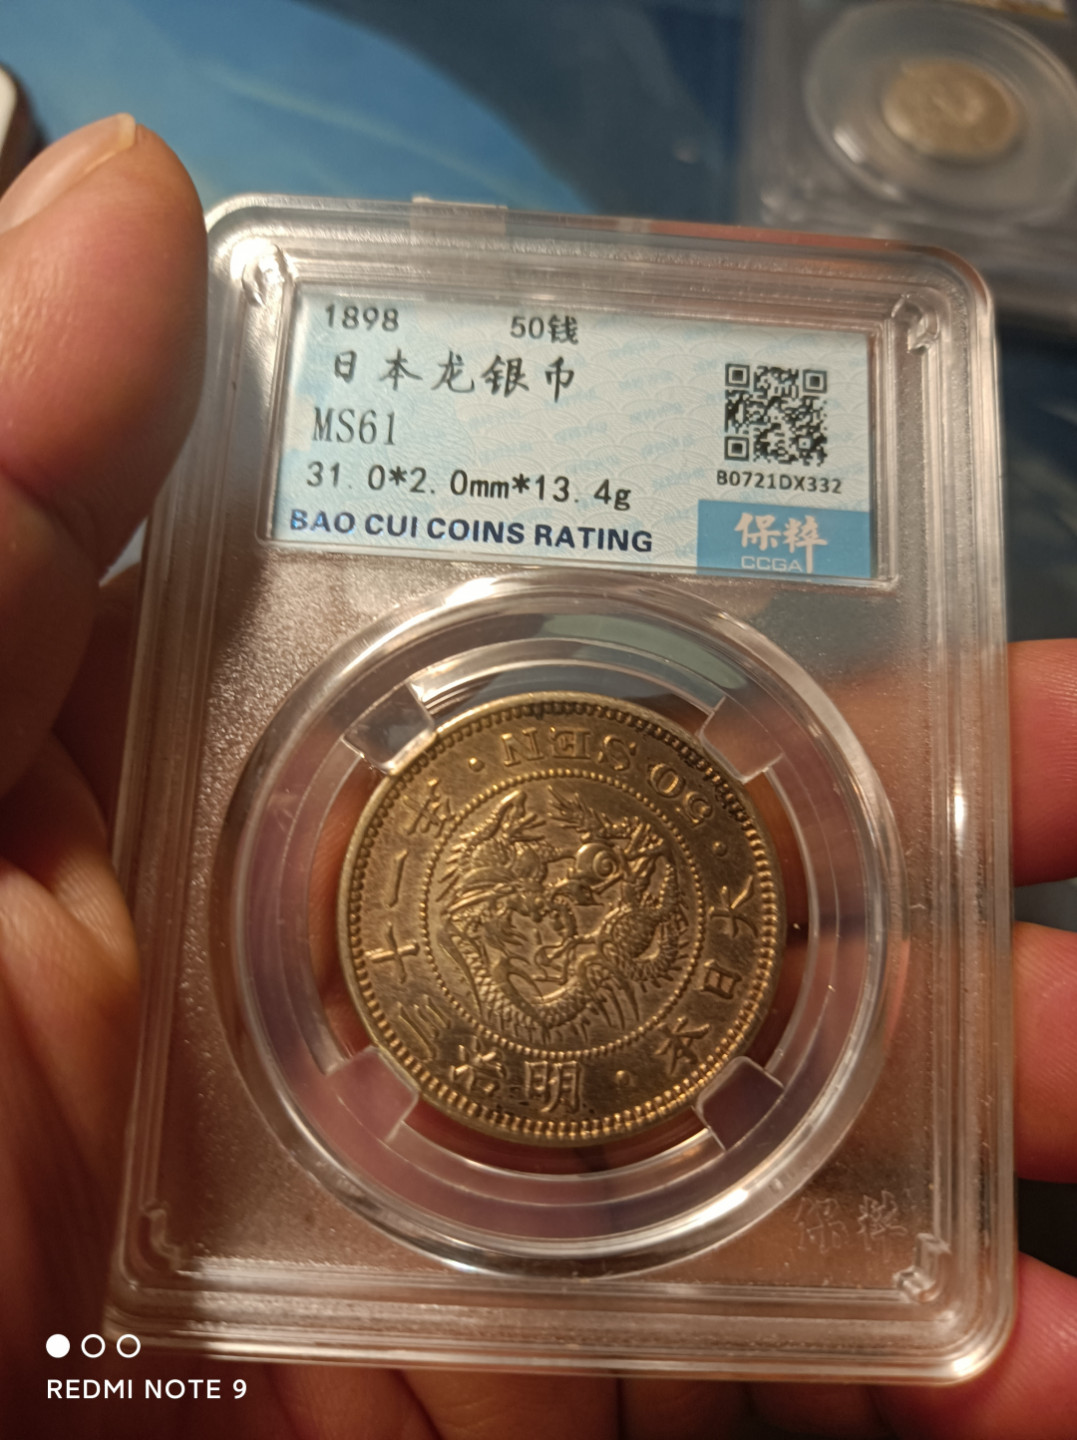 1898 50钱
日本龙银币
MS61
31.0*2.0mm*13.4g
BAO CUI COINS RATING
B0721DX332
保粹
CCGA
大日本・明治三十一年・50 SEN・
保粹
REDMI NOTE 9